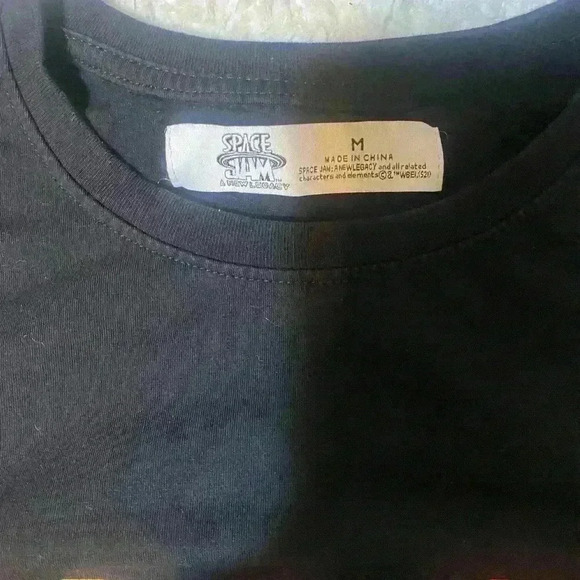 SPACE
JAM
A NEW LEGACY
M
MADE IN CHINA
SPACE JAM: A NEW LEGACY and all related
characters and elements © & ™ WBEI. (S20